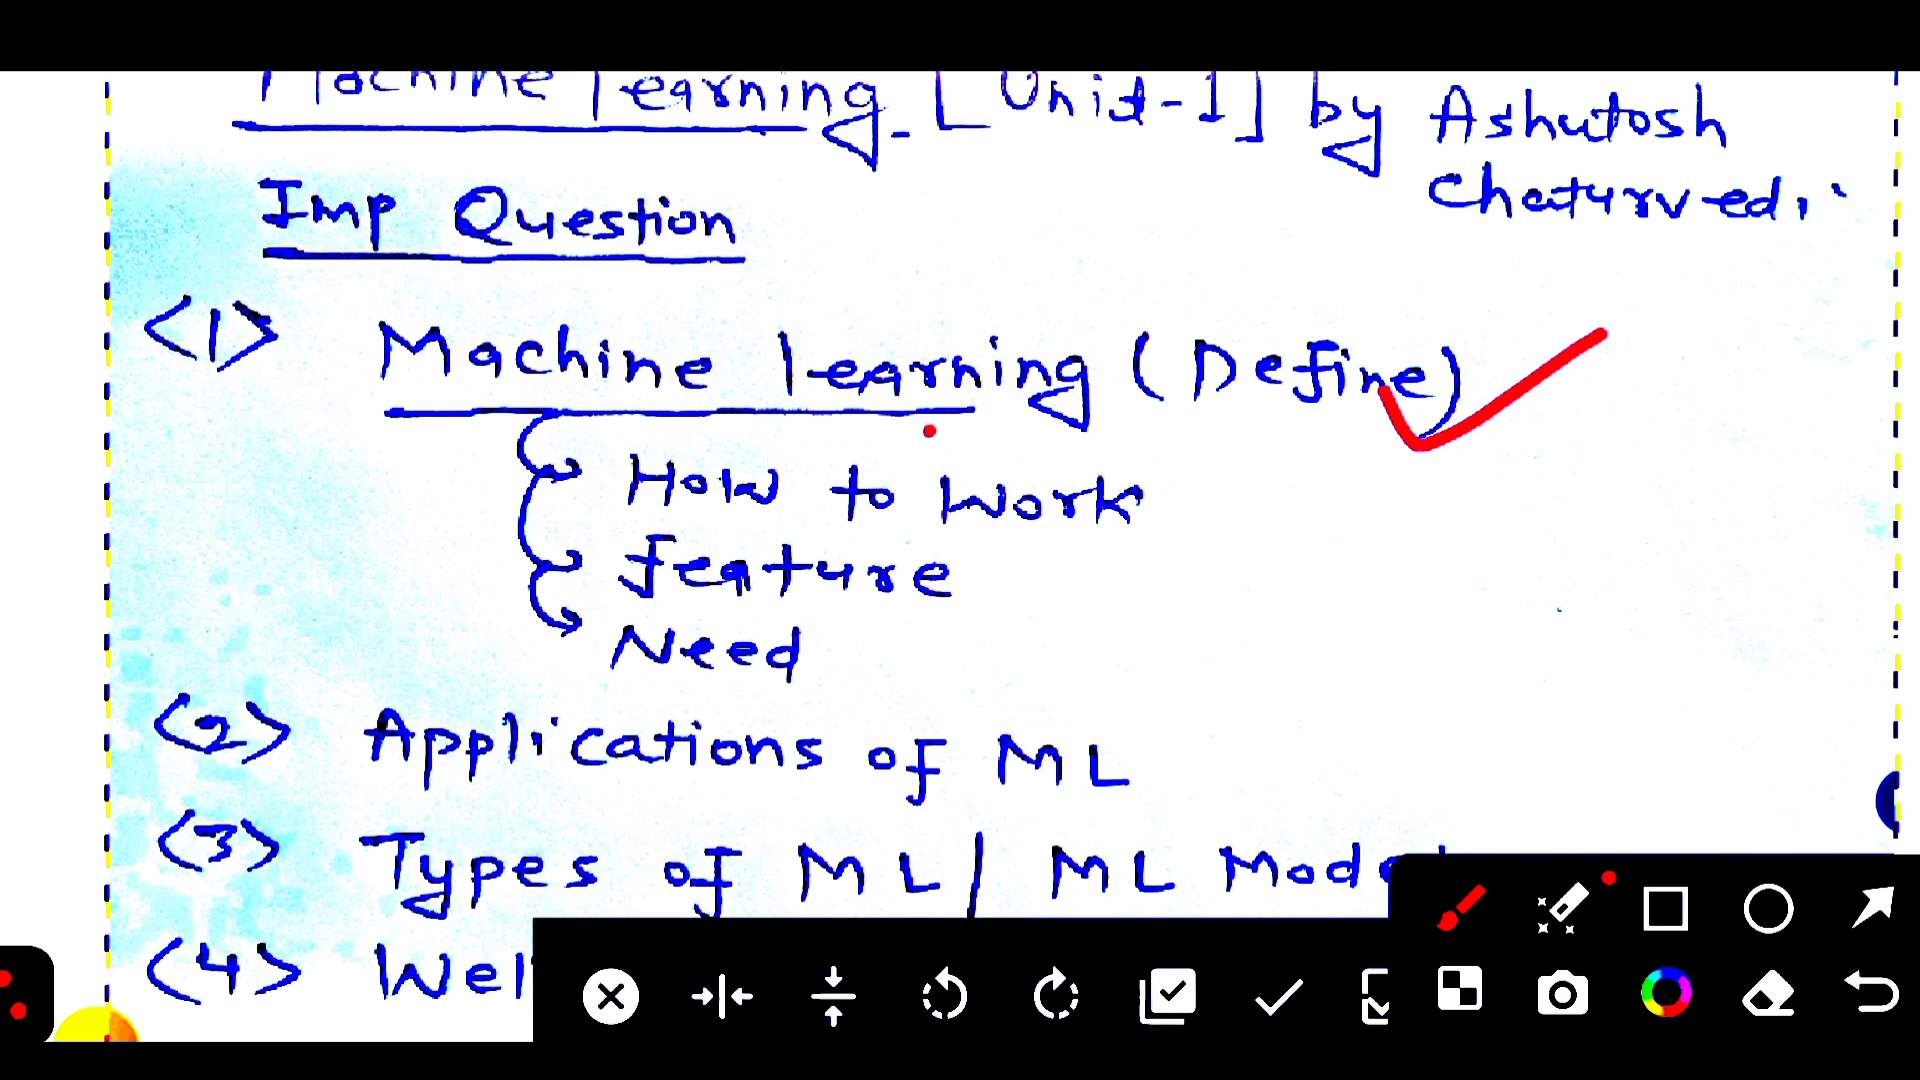 Machine learning [Unit-1] by Ashutosh
Chaturvedi
Imp Question
<1> Machine learning (Define)
How to Work
Feature
Need
<2> Applications of ML
<3> Types of ML / ML Model
<4> Wel